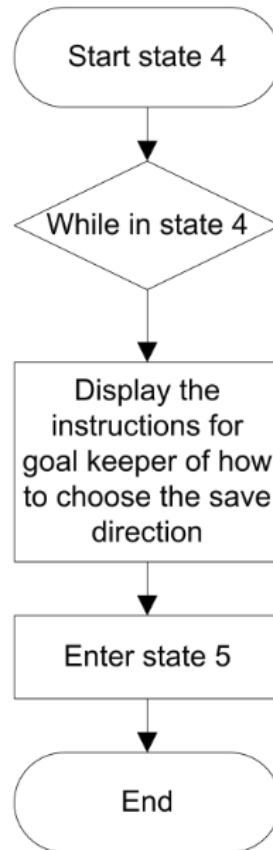 Start state 4
While in state 4
Display the
instructions for
goal keeper of how
to choose the save
direction
Enter state 5
End